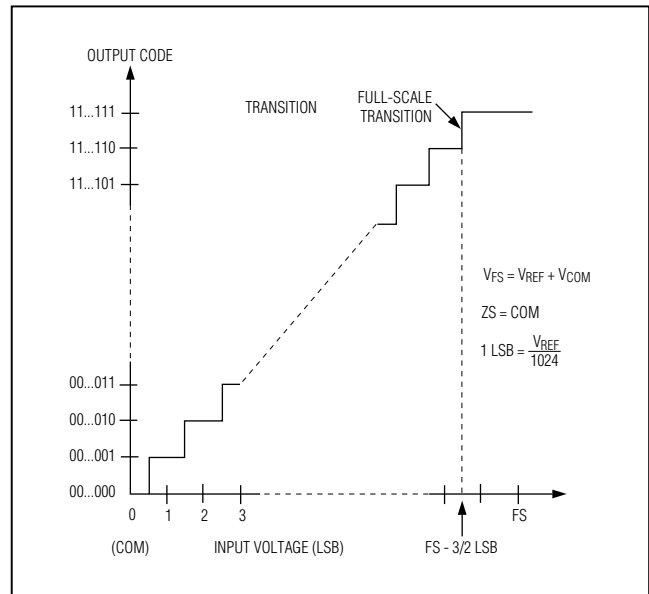 OUTPUT CODE
TRANSITION
FULL-SCALE
TRANSITION
11...111
11...110
11...101
VFS = VREF + VCOM
ZS = COM
1 LSB = VREF
1024
00...011
00...010
00...001
00...000
0 1 2 3 FS
(COM) INPUT VOLTAGE (LSB) FS - 3/2 LSB